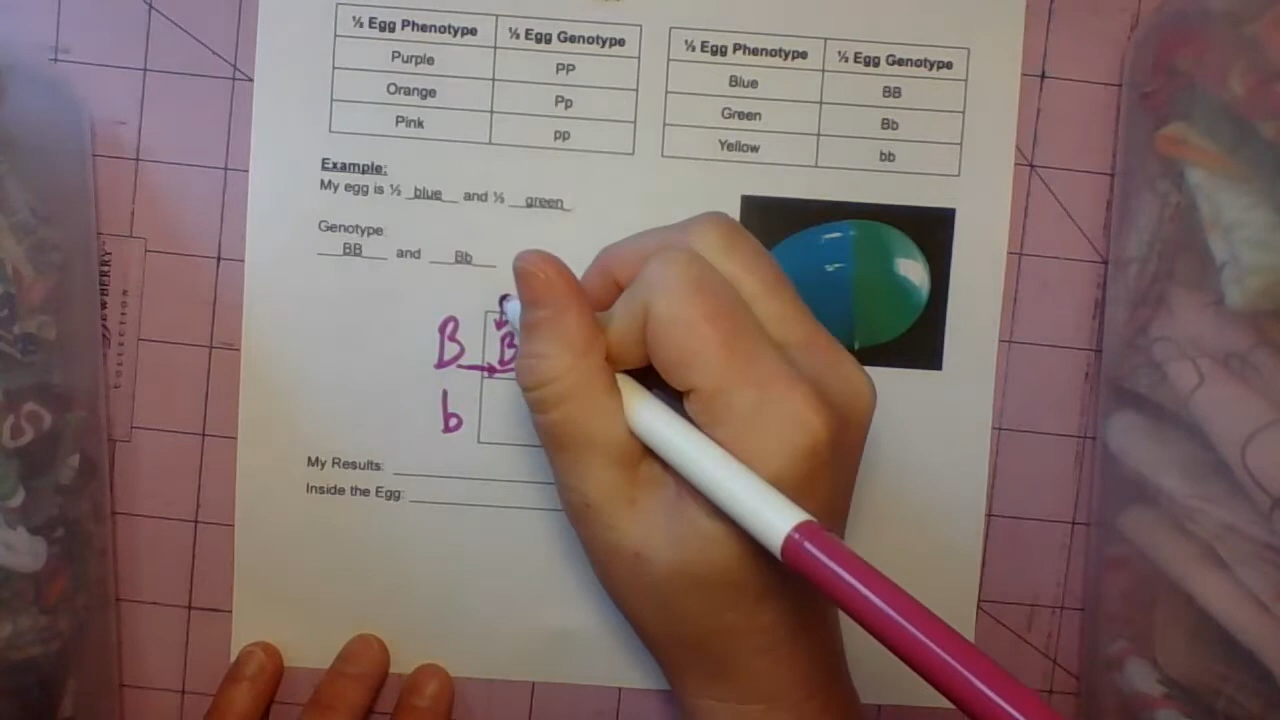 ½ Egg Phenotype ½ Egg Genotype
Purple PP
Orange Pp
Pink pp
½ Egg Phenotype ½ Egg Genotype
Blue BB
Green Bb
Yellow bb
Example:
My egg is ½ blue and ½ green
Genotype:
BB and Bb
B B
b
My Results:
Inside the Egg:
COLLECTION